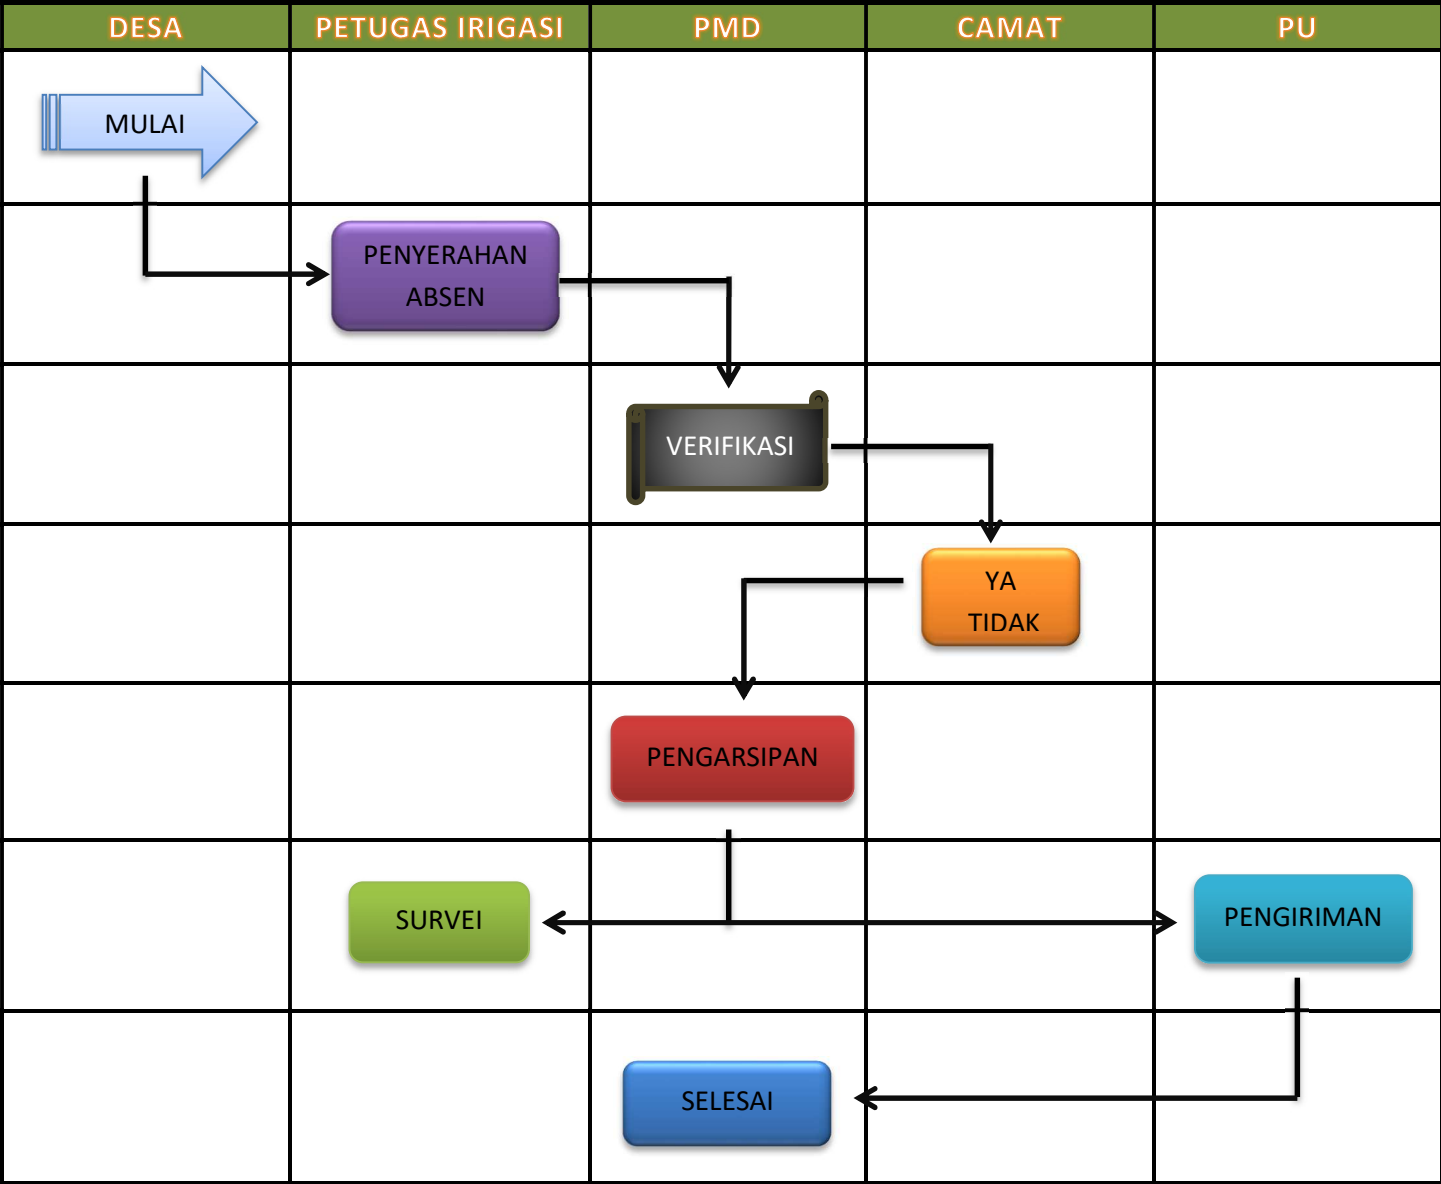 DESA
PETUGAS IRIGASI
PMD
CAMAT
PU
MULAI
PENYERAHAN
ABSEN
VERIFIKASI
YA
TIDAK
PENGARSIPAN
SURVEI
PENGIRIMAN
SELESAI